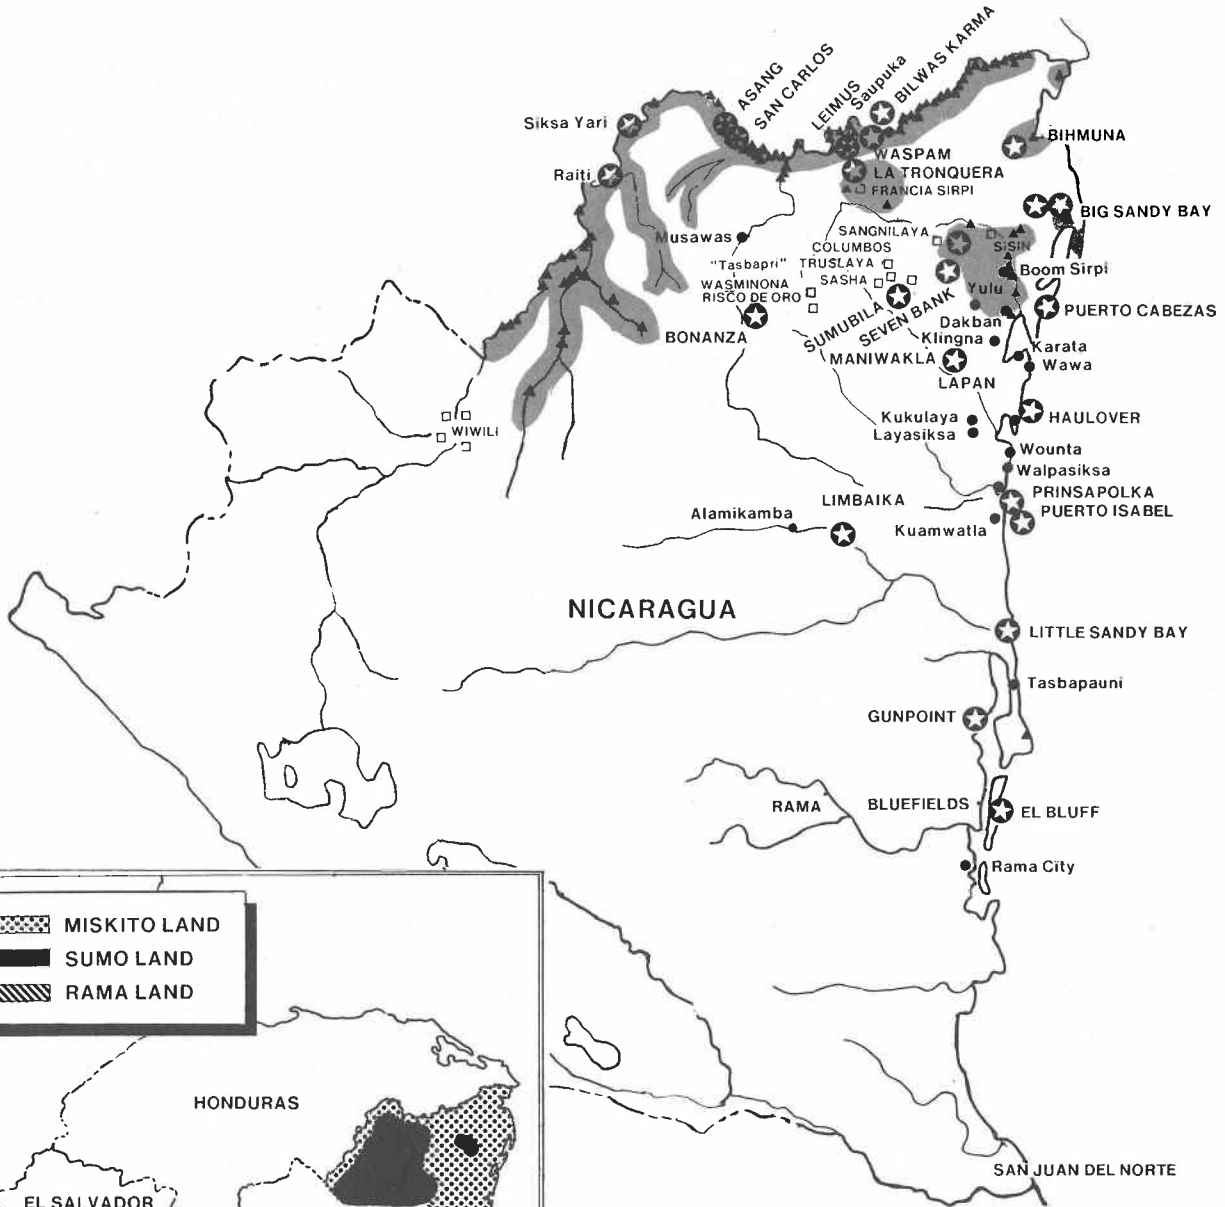 ASANG
SAN CARLOS
LEIMUS
Saupuka
BILWAS KARMA
Siksa Yari
BIHMUNA
WASPAM
Raiti
LA TRONQUERA
FRANCIA SIRPI
BIG SANDY BAY
SANGNILAYA
Musawas
COLUMBOS
SISIN
"Tasbapri"
TRUSLAYA
Boom Sirpi
WASMINONA
SASHA
RISCO DE ORO
Yulu
PUERTO CABEZAS
SUMUBILA
SEVEN BANK
Dakban
BONANZA
Klingna
Karata
MANIWAKLA
Wawa
LAPAN
Kukulaya
HAULOVER
WIWILI
Layasiksa
Wounta
Walpasiksa
LIMBAIKA
PRINSAPOLKA
Alamikamba
PUERTO ISABEL
Kuamwatla
NICARAGUA
LITTLE SANDY BAY
Tasbapauni
GUNPOINT
RAMA
BLUEFIELDS
EL BLUFF
Rama City
MISKITO LAND
SUMO LAND
RAMA LAND
HONDURAS
SAN JUAN DEL NORTE
EL SALVADOR